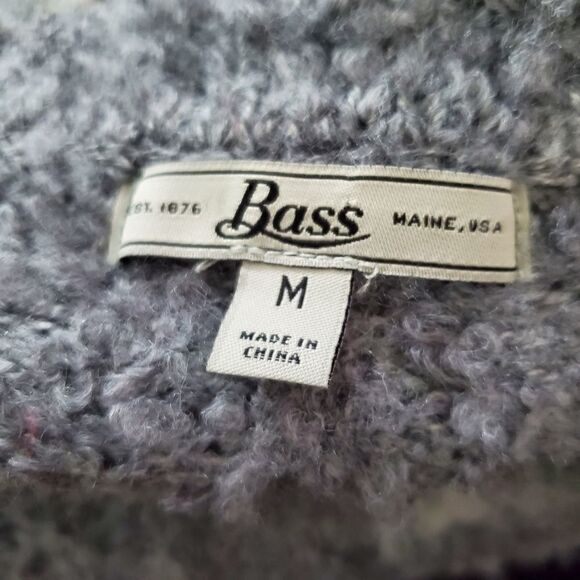 EST. 1876 Bass MAINE, USA
M
MADE IN
CHINA